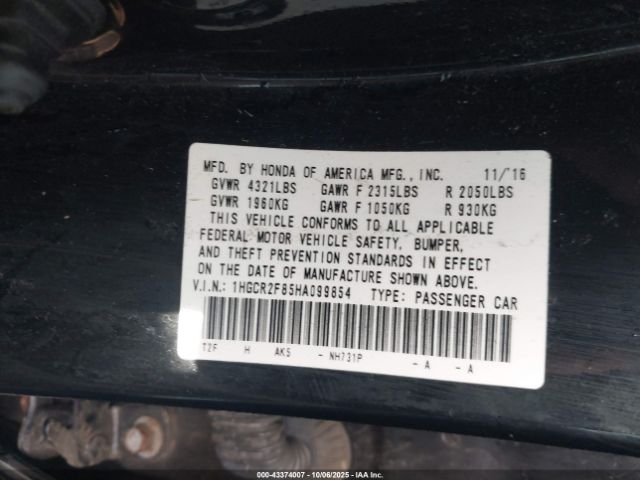 MFD. BY HONDA OF AMERICA MFG., INC. 11/'16
GVWR 4321LBS GAWR F 2315LBS R 2050LBS
GVWR 1960KG GAWR F 1050KG R 930KG
THIS VEHICLE CONFORMS TO ALL APPLICABLE
FEDERAL MOTOR VEHICLE SAFETY, BUMPER,
AND THEFT PREVENTION STANDARDS IN EFFECT
ON THE DATE OF MANUFACTURE SHOWN ABOVE.
V.I.N.: 1HGCR2F85HA099854 TYPE: PASSENGER CAR
T2F H AK5 - NH731P - A - A
000-43374007 | 10/06/2025 - IAA Inc.